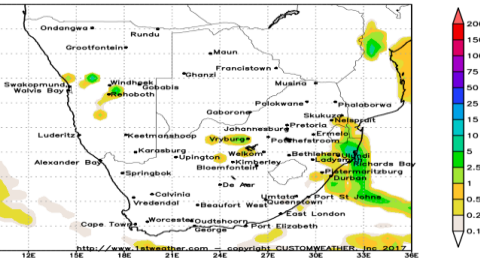 Ondangwa
Rundu
Grootfontein
Maun
Francistown
Ghanzi
Swakopmund
Windhoek
Gobabis
Walvis Bay
Rehoboth
Musina
Polokwane
Phalaborwa
Gaborone
Skukuza
Nelspruit
Pretoria
Johannesburg
Ermelo
Luderitz
Keetmanshoop
Vryburg
Potchefstroom
Karasburg
Welkom
Bethlehem
Ulundi
Ladysmith
Alexander Bay
Upington
Kimberley
Richards Bay
Bloemfontein
Springbok
Pietermaritzburg
Durban
De Aar
Calvinia
Umtata
Port St Johns
Vredendal
Beaufort West
Queenstown
East London
Worcester
Oudtshoorn
Cape Town
George
Port Elizabeth
http://www.1stweather.com — copyright CUSTOMWEATHER, Inc 2017
12E 15E 18E 21E 24E 27E 30E 33E 36E
200
150
100
75
50
25
15
10
5
2.5
1
0.5
0.2
0.1